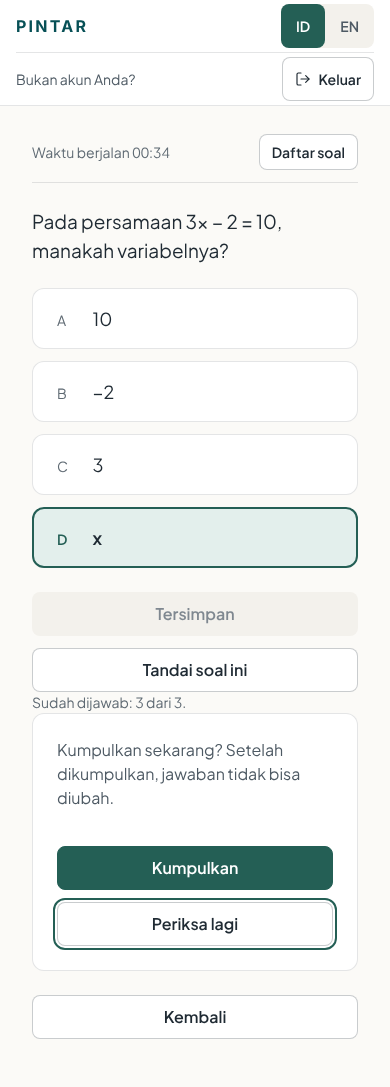 PINTAR
ID
EN
Bukan akun Anda?
Keluar
Waktu berjalan 00:34
Daftar soal
Pada persamaan 3x − 2 = 10,
manakah variabelnya?
A 10
B −2
C 3
D x
Tersimpan
Tandai soal ini
Sudah dijawab: 3 dari 3.
Kumpulkan sekarang? Setelah
dikumpulkan, jawaban tidak bisa
diubah.
Kumpulkan
Periksa lagi
Kembali